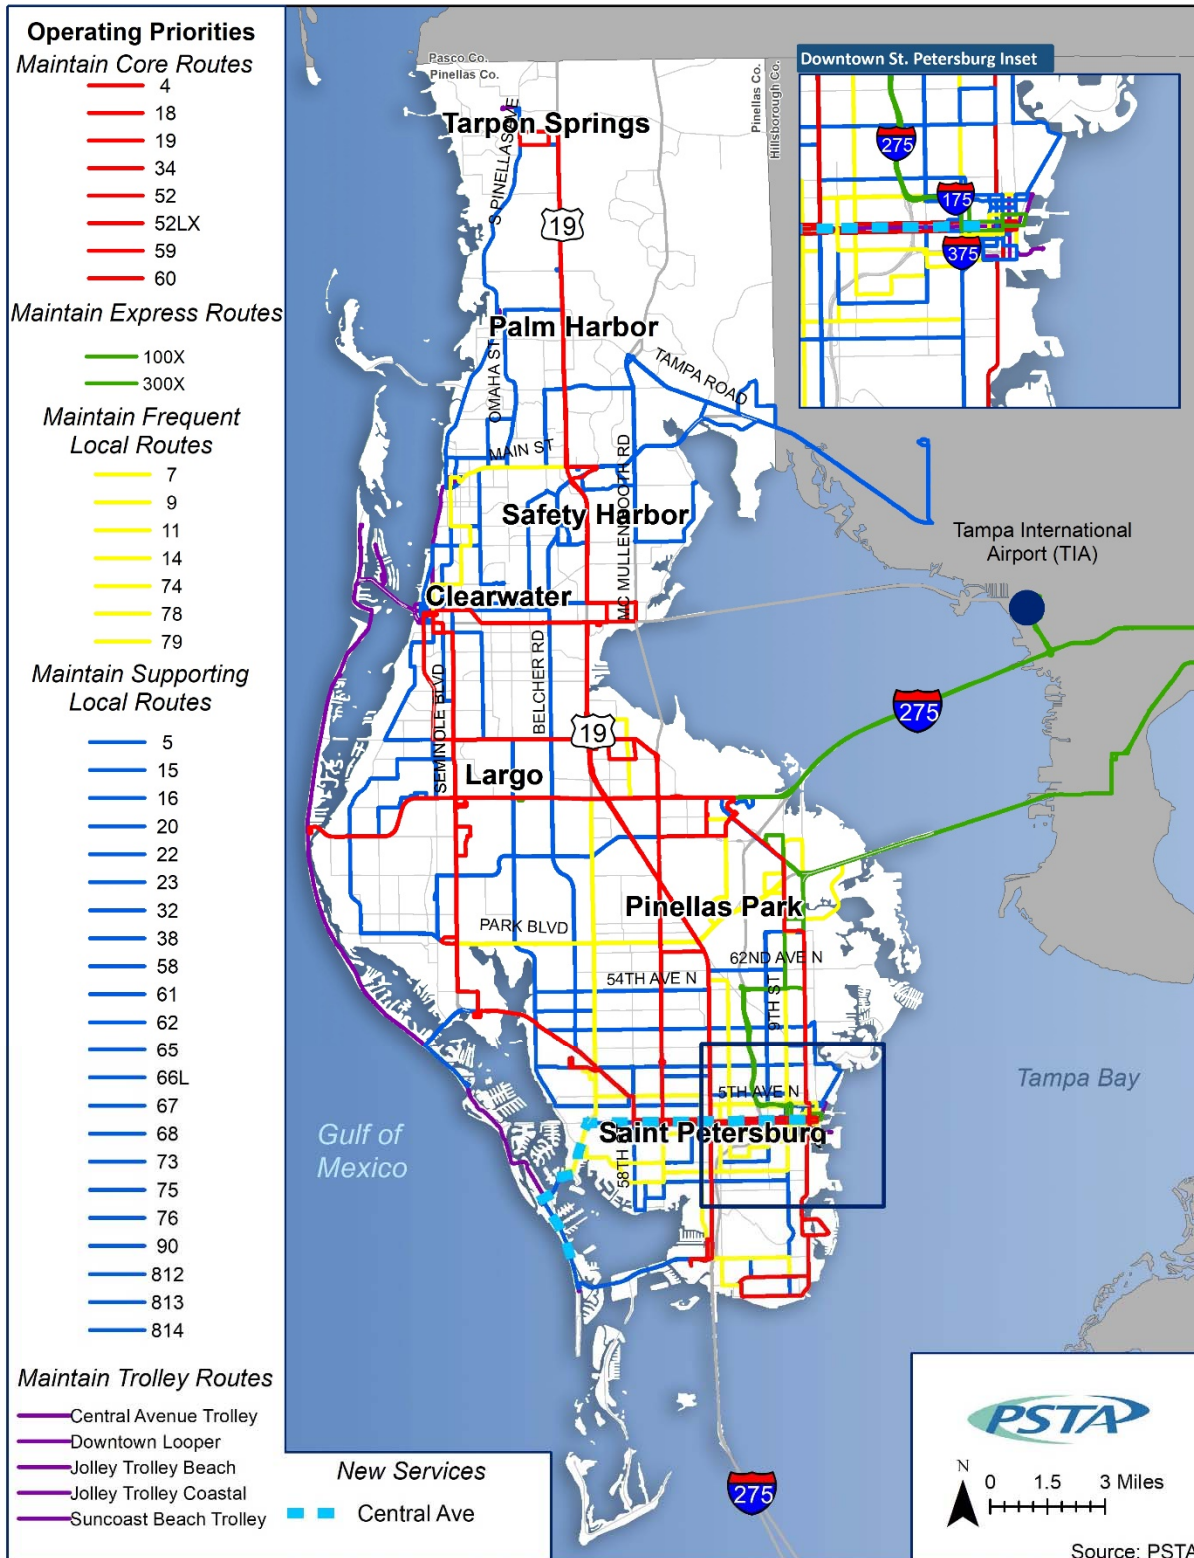 Operating Priorities
Maintain Core Routes
4
18
19
34
52
52LX
59
60
Maintain Express Routes
100X
300X
Maintain Frequent
Local Routes
7
9
11
14
74
78
79
Maintain Supporting
Local Routes
5
15
16
20
22
23
32
38
58
61
62
65
66L
67
68
73
75
76
90
812
813
814
Maintain Trolley Routes
Central Avenue Trolley
Downtown Looper
Jolley Trolley Beach
Jolley Trolley Coastal
Suncoast Beach Trolley
New Services
Central Ave
Pasco Co.
Pinellas Co.
Pinellas Co.
Hillsborough Co.
Downtown St. Petersburg Inset
275
175
375
Tarpon Springs
S PINELLAS AVE
19
Palm Harbor
OMAHA ST
TAMPA ROAD
MAIN ST
MC MULLEN BOOTH RD
Safety Harbor
Tampa International
Airport (TIA)
Clearwater
BELCHER RD
SEMINOLE BLVD
19
275
Largo
Pinellas Park
PARK BLVD
62ND AVE N
54TH AVE N
9TH ST
5TH AVE N
Saint Petersburg
58TH ST
Gulf of
Mexico
Tampa Bay
275
PSTA
N
0 1.5 3 Miles
Source: PSTA